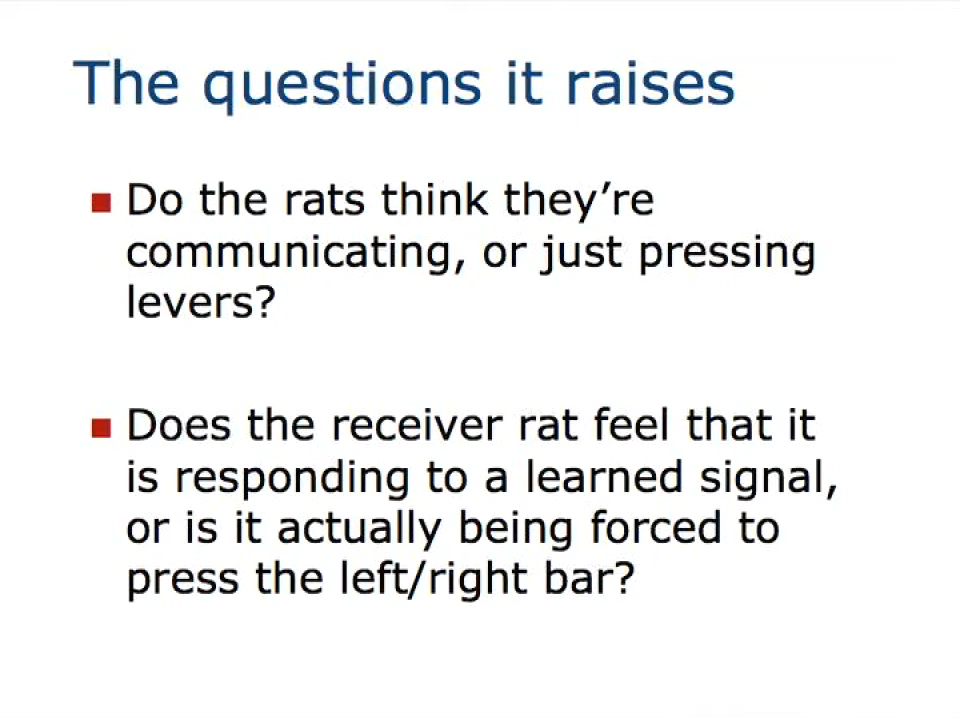 The questions it raises
Do the rats think they’re
communicating, or just pressing
levers?
Does the receiver rat feel that it
is responding to a learned signal,
or is it actually being forced to
press the left/right bar?